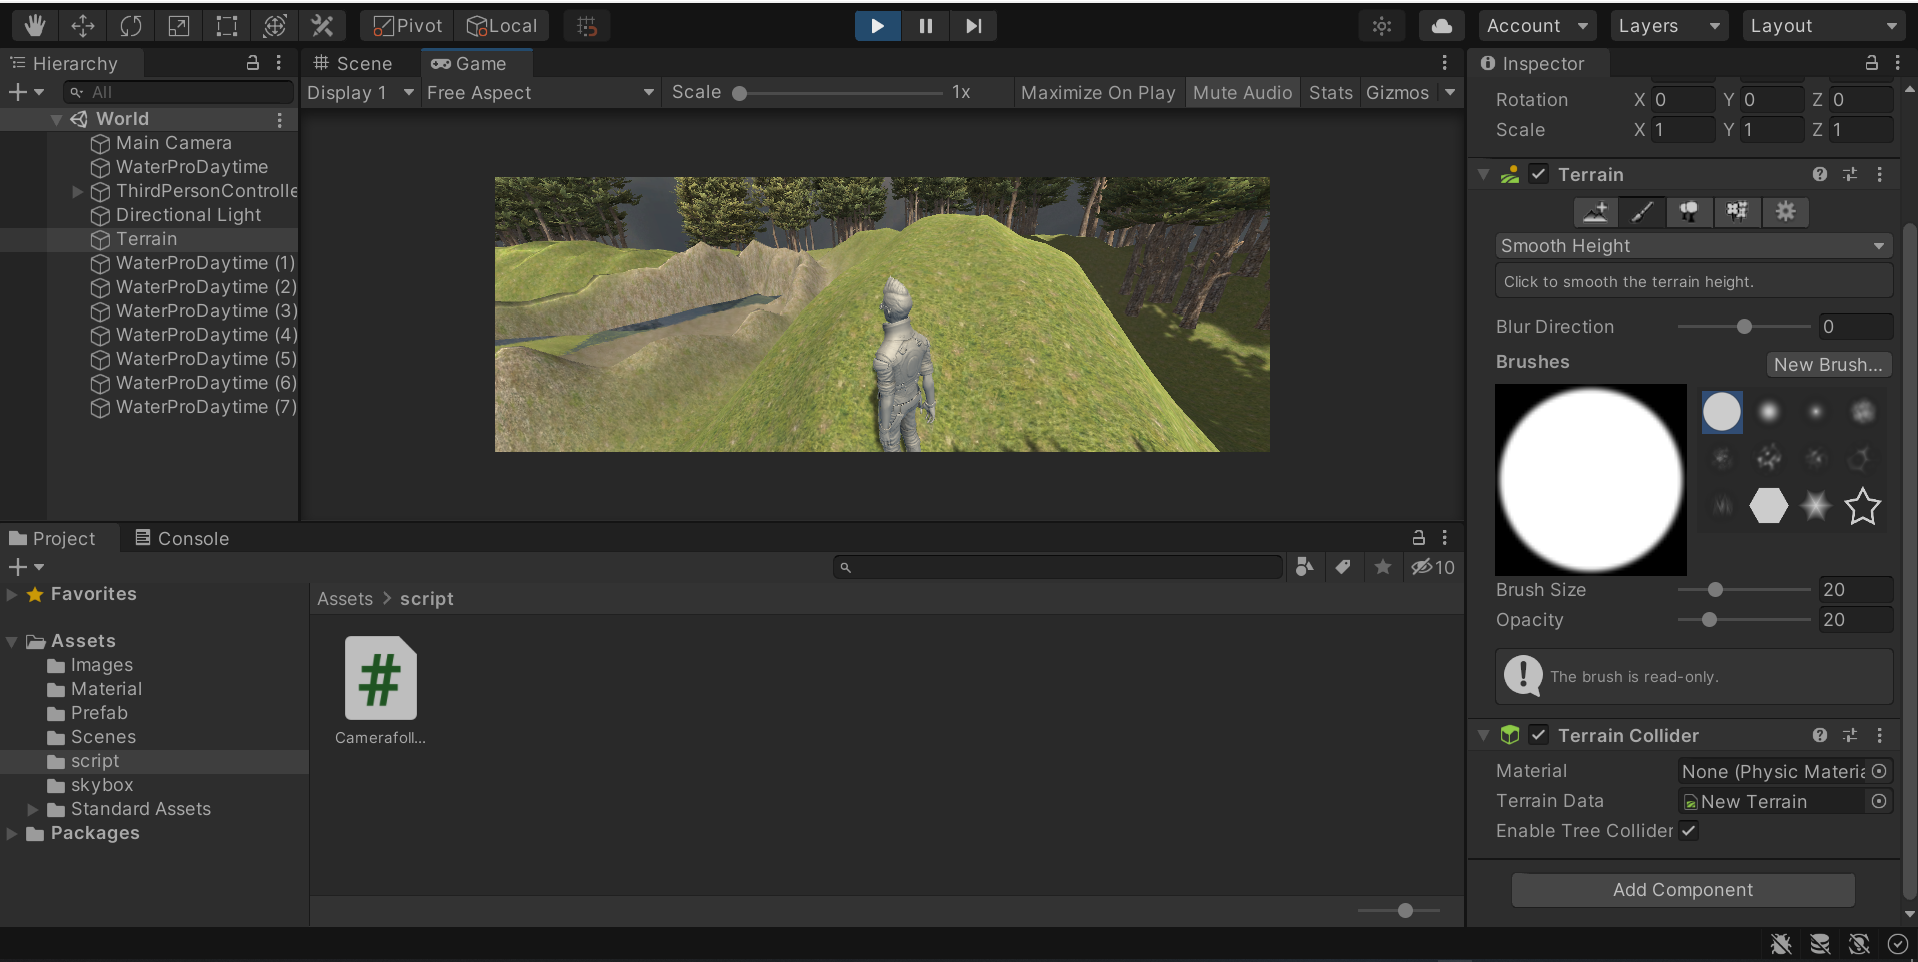 Pivot Local Account Layers Layout
Hierarchy
All
World
Main Camera
WaterProDaytime
ThirdPersonControlle
Directional Light
Terrain
WaterProDaytime (1)
WaterProDaytime (2)
WaterProDaytime (3)
WaterProDaytime (4)
WaterProDaytime (5)
WaterProDaytime (6)
WaterProDaytime (7)
Scene Game
Display 1 Free Aspect Scale 1x Maximize On Play Mute Audio Stats Gizmos
Project Console
10
Favorites
Assets
Images
Material
Prefab
Scenes
script
skybox
Standard Assets
Packages
Assets > script
#
Camerafoll...
Inspector
Rotation X 0 Y 0 Z 0
Scale X 1 Y 1 Z 1
Terrain
Smooth Height
Click to smooth the terrain height.
Blur Direction 0
Brushes New Brush...
Brush Size 20
Opacity 20
The brush is read-only.
Terrain Collider
Material None (Physic Materia
Terrain Data New Terrain
Enable Tree Collider
Add Component